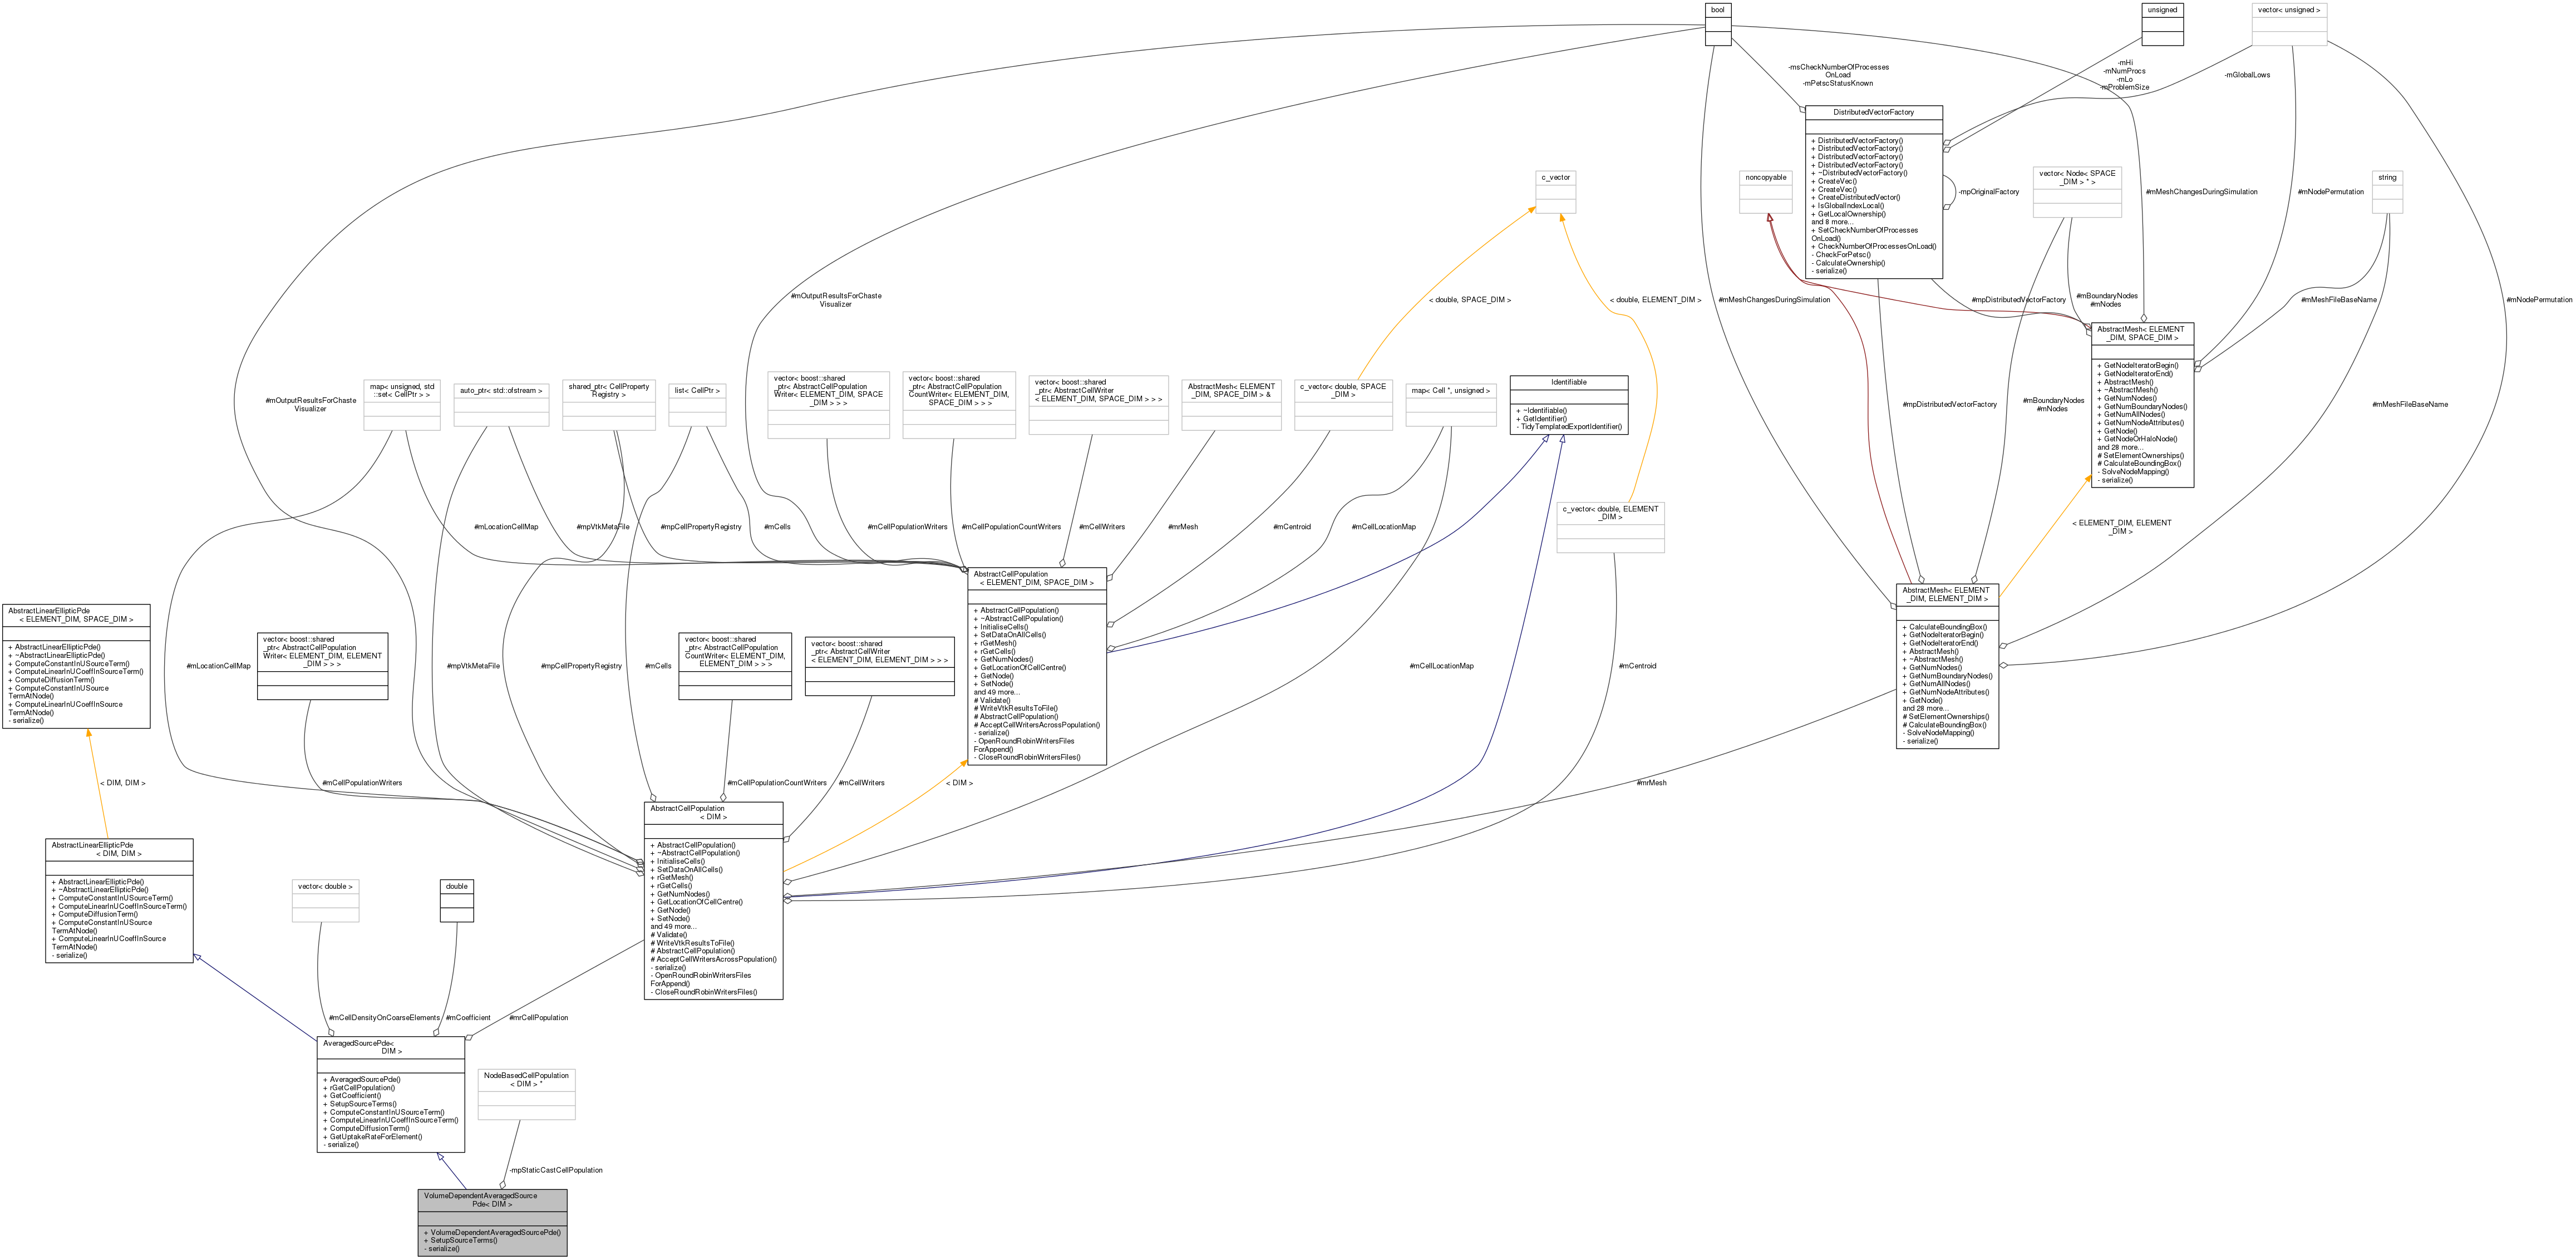 bool
unsigned
vector< unsigned >
-msCheckNumberOfProcesses
OnLoad
-mPetscStatusKnown
-mHi
-mNumProcs
-mLo
-mProblemSize
-mGlobalLows
DistributedVectorFactory
+ DistributedVectorFactory()
+ DistributedVectorFactory()
+ DistributedVectorFactory()
+ DistributedVectorFactory()
+ ~DistributedVectorFactory()
+ CreateVec()
+ CreateVec()
+ CreateDistributedVector()
+ IsGlobalIndexLocal()
+ GetLocalOwnership()
and 8 more...
+ SetCheckNumberOfProcesses
OnLoad()
+ CheckNumberOfProcessesOnLoad()
- CheckForPetsc()
- CalculateOwnership()
- serialize()
-mpOriginalFactory
c_vector
noncopyable
vector< Node< SPACE
_DIM > * >
#mMeshChangesDuringSimulation
#mNodePermutation
string
#mOutputResultsForChaste
Visualizer
< double, SPACE_DIM >
< double, ELEMENT_DIM >
#mMeshChangesDuringSimulation
#mpDistributedVectorFactory
#mBoundaryNodes
#mNodes
#mMeshFileBaseName
#mNodePermutation
AbstractMesh< ELEMENT
_DIM, SPACE_DIM >
+ GetNodeIteratorBegin()
+ GetNodeIteratorEnd()
+ AbstractMesh()
+ ~AbstractMesh()
+ GetNumNodes()
+ GetNumBoundaryNodes()
+ GetNumAllNodes()
+ GetNumNodeAttributes()
+ GetNode()
+ GetNodeOrHaloNode()
and 28 more...
# SetElementOwnerships()
# CalculateBoundingBox()
- SolveNodeMapping()
- serialize()
#mOutputResultsForChaste
Visualizer
map< unsigned, std
::set< CellPtr > >
auto_ptr< std::ofstream >
shared_ptr< CellProperty
Registry >
list< CellPtr >
vector< boost::shared
_ptr< AbstractCellPopulation
Writer< ELEMENT_DIM, SPACE
_DIM > > >
vector< boost::shared
_ptr< AbstractCellPopulation
CountWriter< ELEMENT_DIM,
SPACE_DIM > > >
vector< boost::shared
_ptr< AbstractCellWriter
< ELEMENT_DIM, SPACE_DIM > > >
AbstractMesh< ELEMENT
_DIM, SPACE_DIM > &
c_vector< double, SPACE
_DIM >
map< Cell *, unsigned >
Identifiable
+ ~Identifiable()
+ GetIdentifier()
- TidyTemplatedExportIdentifier()
#mpDistributedVectorFactory
#mBoundaryNodes
#mNodes
#mMeshFileBaseName
c_vector< double, ELEMENT
_DIM >
#mLocationCellMap
#mpVtkMetaFile
#mpCellPropertyRegistry
#mCells
#mCellPopulationWriters
#mCellPopulationCountWriters
#mCellWriters
#mrMesh
#mCentroid
#mCellLocationMap
< ELEMENT_DIM, ELEMENT
_DIM >
AbstractCellPopulation
< ELEMENT_DIM, SPACE_DIM >
+ AbstractCellPopulation()
+ ~AbstractCellPopulation()
+ InitialiseCells()
+ SetDataOnAllCells()
+ rGetMesh()
+ rGetCells()
+ GetNumNodes()
+ GetLocationOfCellCentre()
+ GetNode()
+ SetNode()
and 49 more...
# Validate()
# WriteVtkResultsToFile()
# AbstractCellPopulation()
# AcceptCellWritersAcrossPopulation()
- serialize()
- OpenRoundRobinWritersFiles
ForAppend()
- CloseRoundRobinWritersFiles()
AbstractMesh< ELEMENT
_DIM, ELEMENT_DIM >
+ CalculateBoundingBox()
+ GetNodeIteratorBegin()
+ GetNodeIteratorEnd()
+ AbstractMesh()
+ ~AbstractMesh()
+ GetNumNodes()
+ GetNumBoundaryNodes()
+ GetNumAllNodes()
+ GetNumNodeAttributes()
+ GetNode()
and 28 more...
# SetElementOwnerships()
# CalculateBoundingBox()
- SolveNodeMapping()
- serialize()
AbstractLinearEllipticPde
< ELEMENT_DIM, SPACE_DIM >
+ AbstractLinearEllipticPde()
+ ~AbstractLinearEllipticPde()
+ ComputeConstantInUSourceTerm()
+ ComputeLinearInUCoeffInSourceTerm()
+ ComputeDiffusionTerm()
+ ComputeConstantInUSource
TermAtNode()
+ ComputeLinearInUCoeffInSource
TermAtNode()
- serialize()
#mLocationCellMap
vector< boost::shared
_ptr< AbstractCellPopulation
Writer< ELEMENT_DIM, ELEMENT
_DIM > > >
#mpVtkMetaFile
#mpCellPropertyRegistry
#mCells
vector< boost::shared
_ptr< AbstractCellPopulation
CountWriter< ELEMENT_DIM,
ELEMENT_DIM > > >
vector< boost::shared
_ptr< AbstractCellWriter
< ELEMENT_DIM, ELEMENT_DIM > > >
#mCellLocationMap
#mCentroid
< DIM, DIM >
#mCellPopulationWriters
#mCellPopulationCountWriters
#mCellWriters
< DIM >
#mrMesh
AbstractCellPopulation
< DIM >
+ AbstractCellPopulation()
+ ~AbstractCellPopulation()
+ InitialiseCells()
+ SetDataOnAllCells()
+ rGetMesh()
+ rGetCells()
+ GetNumNodes()
+ GetLocationOfCellCentre()
+ GetNode()
+ SetNode()
and 49 more...
# Validate()
# WriteVtkResultsToFile()
# AbstractCellPopulation()
# AcceptCellWritersAcrossPopulation()
- serialize()
- OpenRoundRobinWritersFiles
ForAppend()
- CloseRoundRobinWritersFiles()
AbstractLinearEllipticPde
< DIM, DIM >
+ AbstractLinearEllipticPde()
+ ~AbstractLinearEllipticPde()
+ ComputeConstantInUSourceTerm()
+ ComputeLinearInUCoeffInSourceTerm()
+ ComputeDiffusionTerm()
+ ComputeConstantInUSource
TermAtNode()
+ ComputeLinearInUCoeffInSource
TermAtNode()
- serialize()
vector< double >
double
#mCellDensityOnCoarseElements
#mCoefficient
#mrCellPopulation
AveragedSourcePde<
DIM >
+ AveragedSourcePde()
+ rGetCellPopulation()
+ GetCoefficient()
+ SetupSourceTerms()
+ ComputeConstantInUSourceTerm()
+ ComputeLinearInUCoeffInSourceTerm()
+ ComputeDiffusionTerm()
+ GetUptakeRateForElement()
- serialize()
NodeBasedCellPopulation
< DIM > *
-mpStaticCastCellPopulation
VolumeDependentAveragedSource
Pde< DIM >
+ VolumeDependentAveragedSourcePde()
+ SetupSourceTerms()
- serialize()